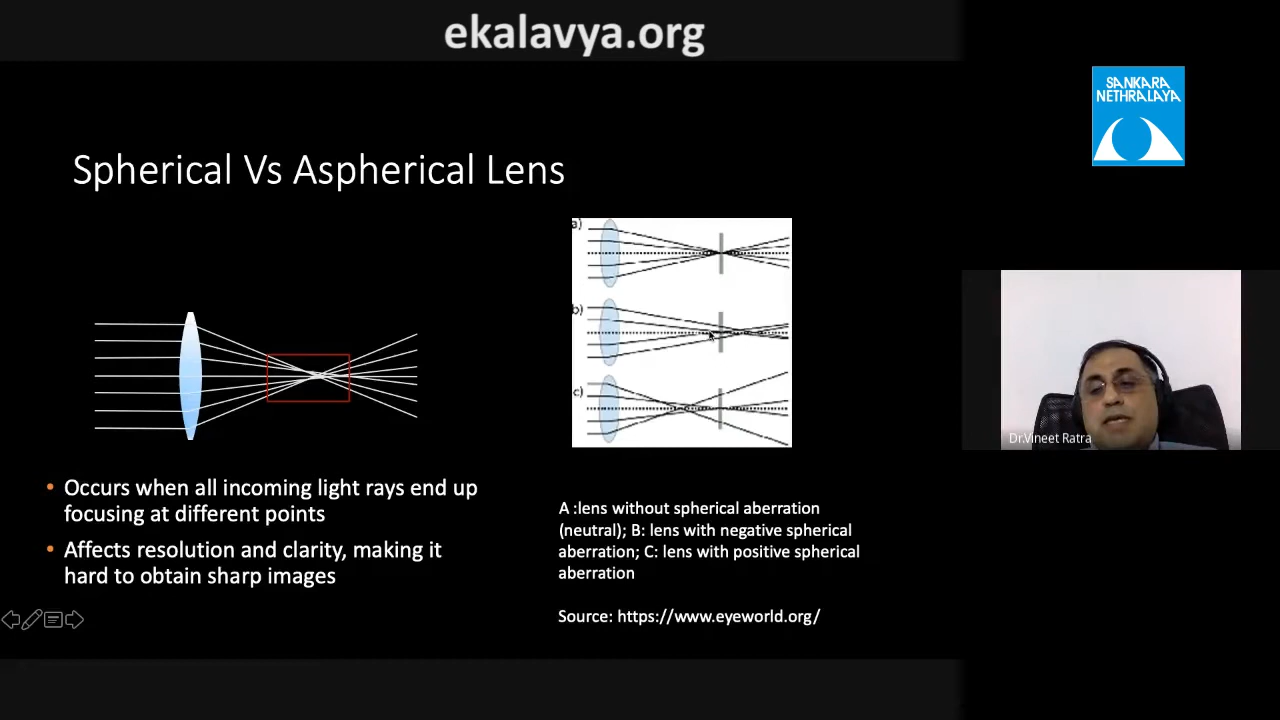 ekalavya.org
SANKARA
NETHRALAYA
Spherical Vs Aspherical Lens
a)
b)
c)
Dr.Vineet Ratra
• Occurs when all incoming light rays end up
focusing at different points
• Affects resolution and clarity, making it
hard to obtain sharp images
A :lens without spherical aberration
(neutral); B: lens with negative spherical
aberration; C: lens with positive spherical
aberration
Source: https://www.eyeworld.org/